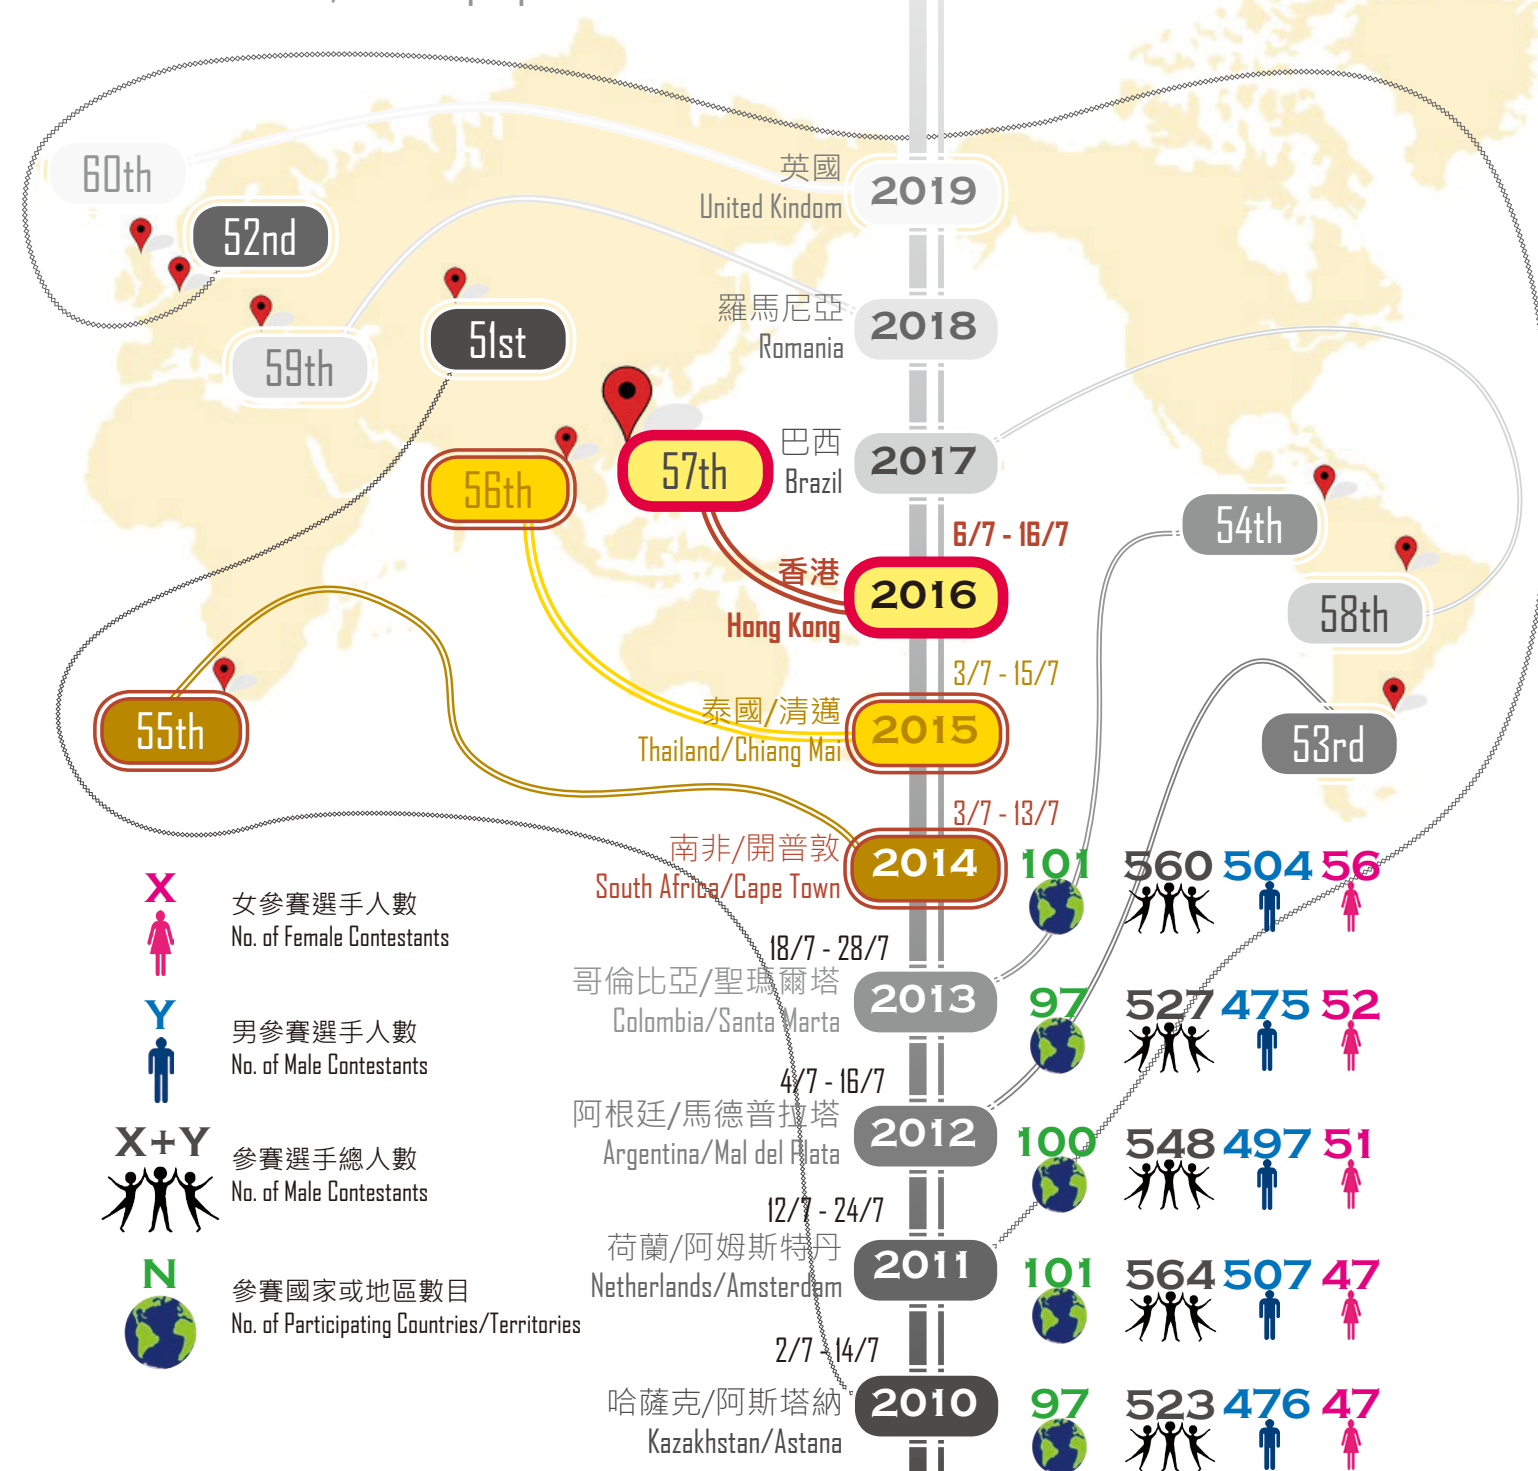 60th
英國
United Kindom
2019
52nd
羅馬尼亞
Romania
2018
51st
59th
巴西
Brazil
2017
57th
56th
54th
6/7 - 16/7
香港
Hong Kong
2016
58th
3/7 - 15/7
泰國/清邁
Thailand/Chiang Mai
2015
55th
53rd
3/7 - 13/7
南非/開普敦
South Africa/Cape Town
2014
101 560 504 56
X
女參賽選手人數
No. of Female Contestants
18/7 - 28/7
哥倫比亞/聖瑪爾塔
Colombia/Santa Marta
2013
97 527 475 52
Y
男參賽選手人數
No. of Male Contestants
4/7 - 16/7
阿根廷/馬德普拉塔
Argentina/Mal del Plata
2012
100 548 497 51
X+Y
參賽選手總人數
No. of Male Contestants
12/7 - 24/7
荷蘭/阿姆斯特丹
Netherlands/Amsterdam
2011
101 564 507 47
N
參賽國家或地區數目
No. of Participating Countries/Territories
2/7 - 14/7
哈薩克/阿斯塔納
Kazakhstan/Astana
2010
97 523 476 47